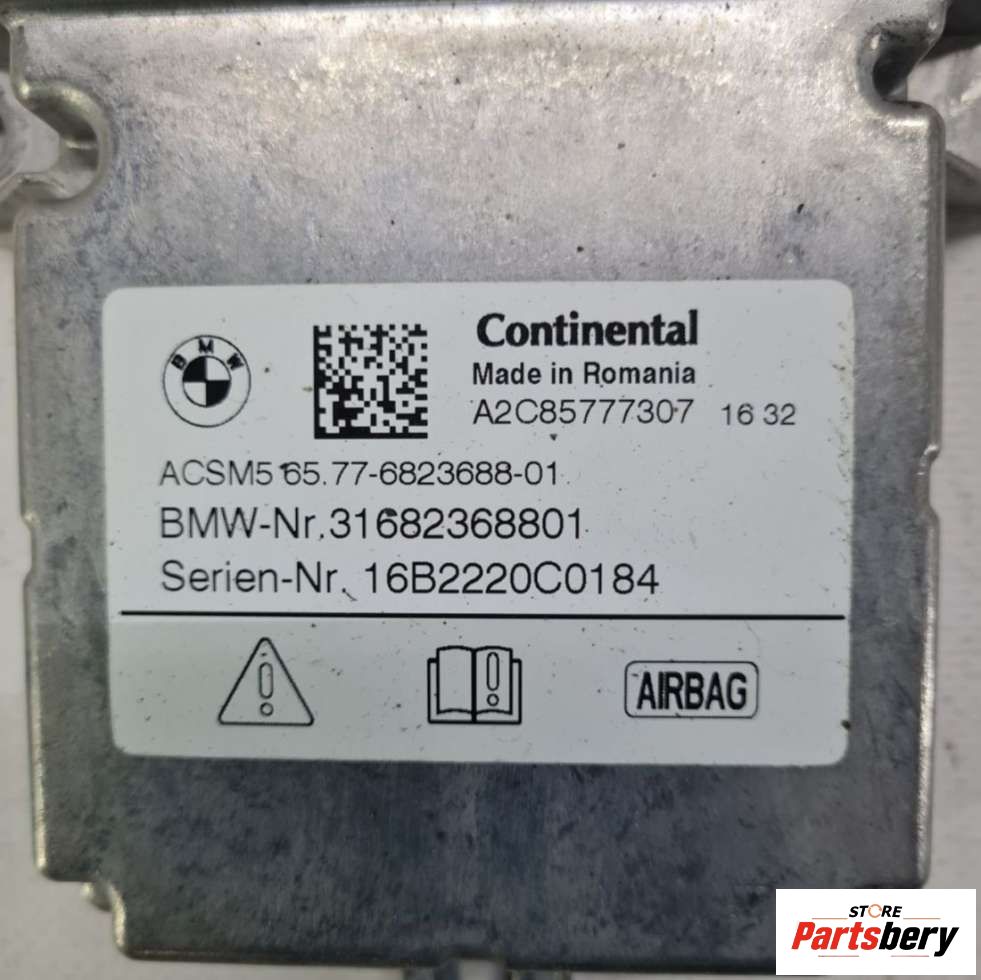 BMW
Continental
Made in Romania
A2C85777307 16 32
ACSM5 65.77-6823688-01
BMW-Nr.31682368801
Serien-Nr. 16B2220C0184
AIRBAG
STORE
Partsbery